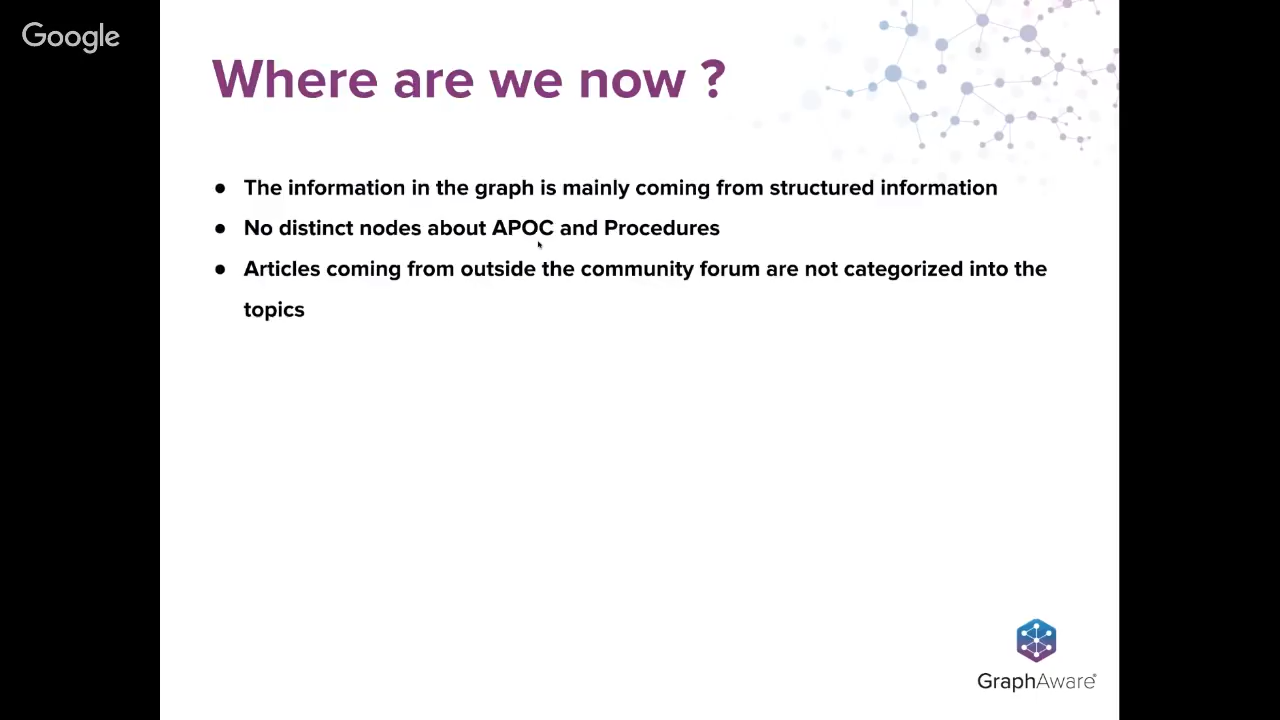 Google
Where are we now ?
● The information in the graph is mainly coming from structured information
● No distinct nodes about APOC and Procedures
● Articles coming from outside the community forum are not categorized into the
topics
GraphAware®